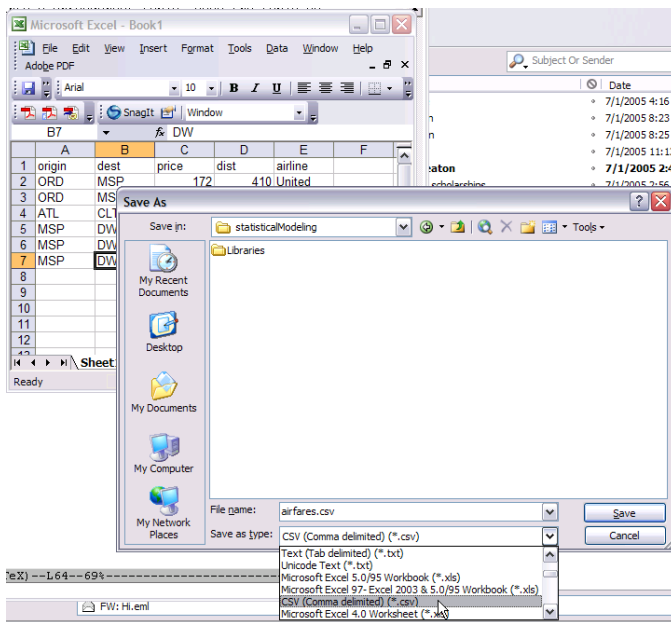 Microsoft Excel - Book1
File Edit View Insert Format Tools Data Window Help
Adobe PDF
Arial 10 B I U
SnagIt Window
B7 fx DW
A B C D E F
1 origin dest price dist airline
2 ORD MSP 172 410 United
3 ORD MS
4 ATL CLT
5 MSP DW
6 MSP DW
7 MSP DW
8
9
10
11
12
Sheet
Ready
Subject Or Sender
Date
7/1/2005 4:16
7/1/2005 8:23
7/1/2005 8:25
7/1/2005 11:1
eaton 7/1/2005 2:4
scholarships 7/1/2005 2:56
Save As
Save in: statisticalModeling Tools
Libraries
My Recent
Documents
Desktop
My Documents
My Computer
My Network
Places
File name: airfares.csv Save
Save as type: CSV (Comma delimited) (*.csv) Cancel
Text (Tab delimited) (*.txt)
Unicode Text (*.txt)
Microsoft Excel 5.0/95 Workbook (*.xls)
Microsoft Excel 97- Excel 2003 & 5.0/95 Workbook (*.xls)
CSV (Comma delimited) (*.csv)
Microsoft Excel 4.0 Worksheet (*.xls)
TeX)--L64--69%--------------------
FW: Hi.eml